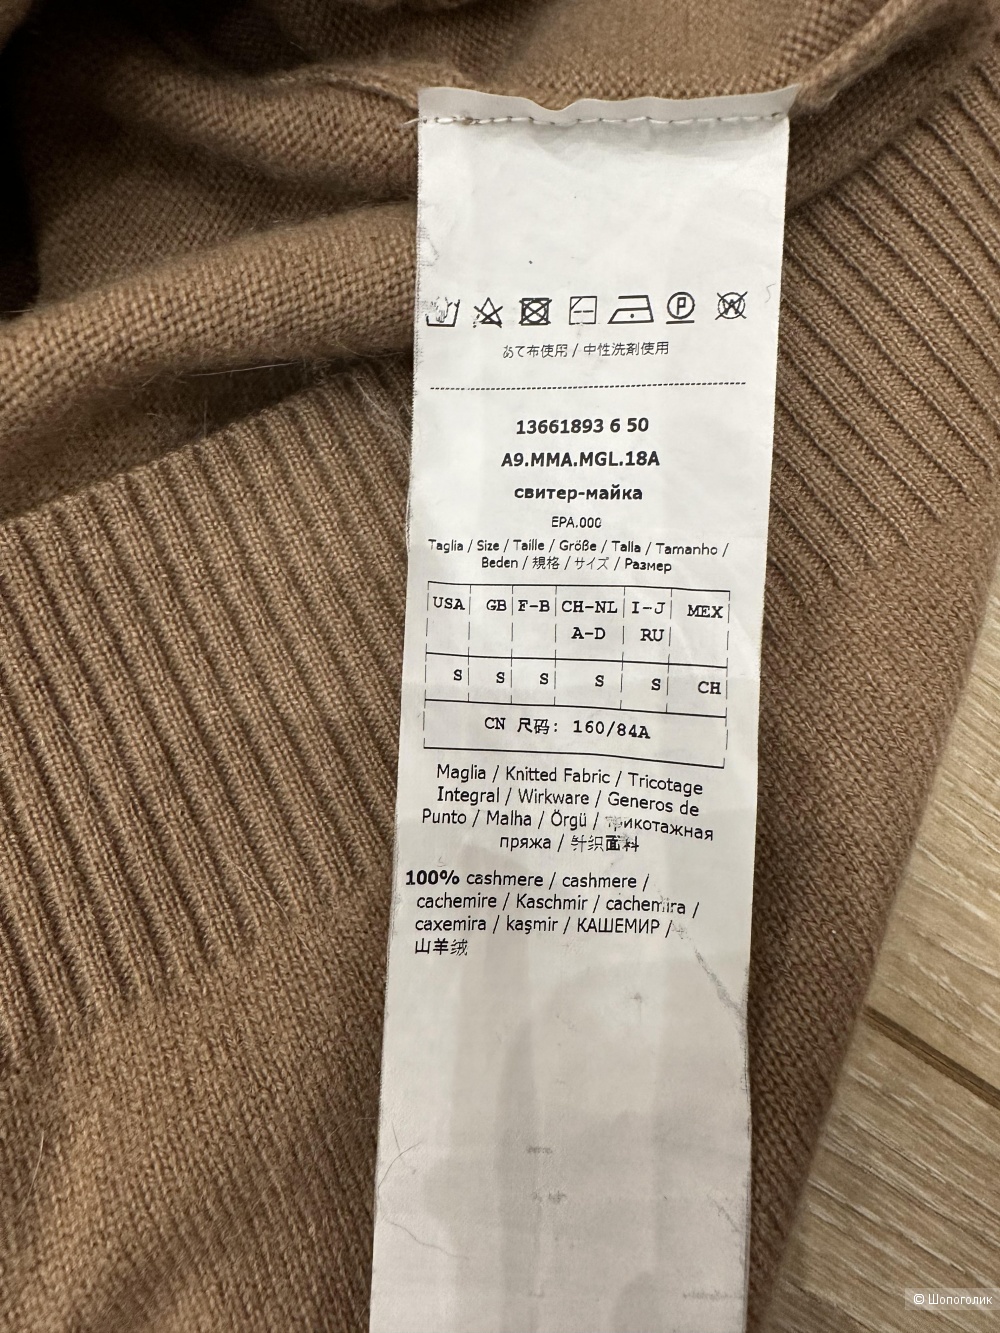 P W
あて布使用 / 中性洗剤使用
13661893 6 50
A9.MMA.MGL.18A
свитер-майка
EPA.000
Taglia / Size / Taille / Größe / Talla / Tamanho /
Beden / 規格 / サイズ / Размер
USA GB F-B CH-NL I-J MEX
A-D RU
S S S S S CH
CN 尺码: 160/84A
Maglia / Knitted Fabric / Tricotage
Integral / Wirkware / Generos de
Punto / Malha / Örgü / трикотажная
пряжа / 针织面料
100% cashmere / cashmere /
cachemire / Kaschmir / cachemira /
caxemira / kaşmir / КАШЕМИР /
山羊绒
© Шопоголик